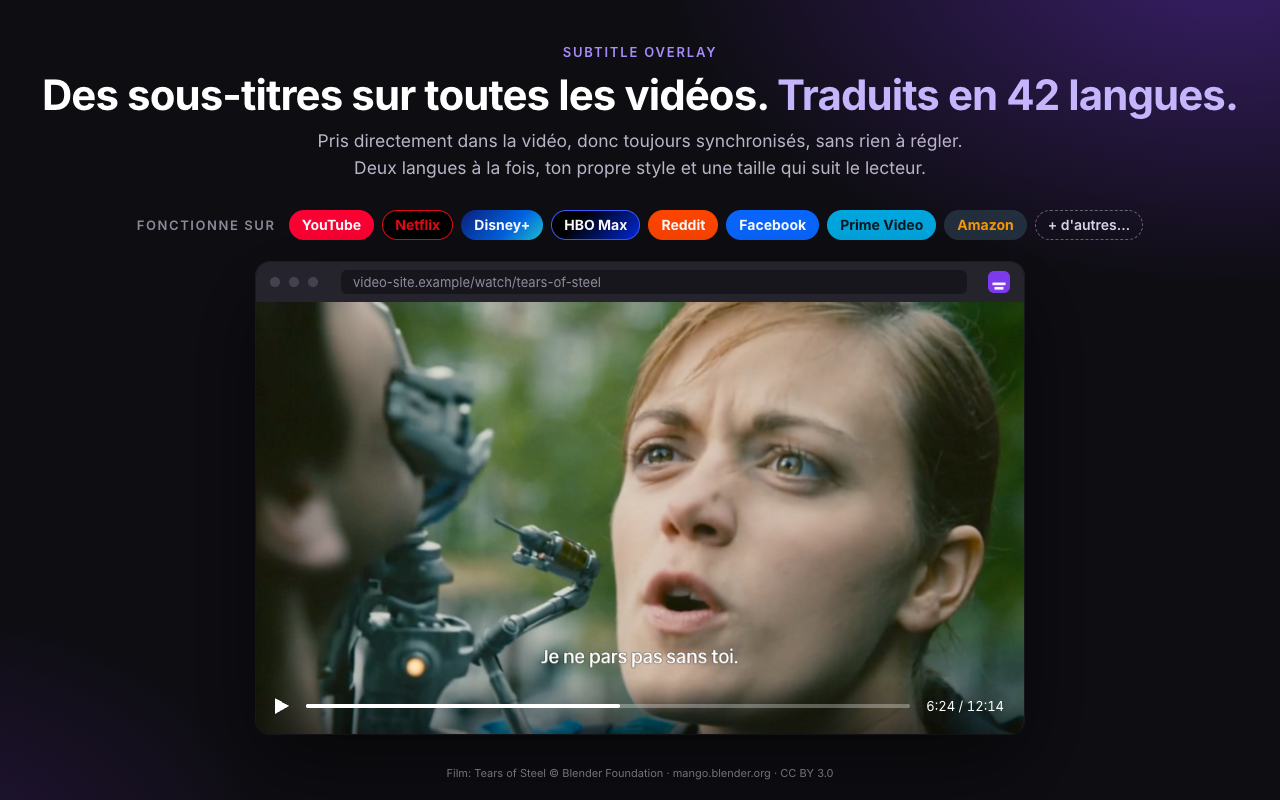 SUBTITLE OVERLAY
Des sous-titres sur toutes les vidéos. Traduits en 42 langues.
Pris directement dans la vidéo, donc toujours synchronisés, sans rien à régler.
Deux langues à la fois, ton propre style et une taille qui suit le lecteur.
FONCTIONNE SUR YouTube Netflix Disney+ HBO Max Reddit Facebook Prime Video Amazon + d'autres...
video-site.example/watch/tears-of-steel
Je ne pars pas sans toi.
6:24 / 12:14
Film: Tears of Steel © Blender Foundation · mango.blender.org · CC BY 3.0